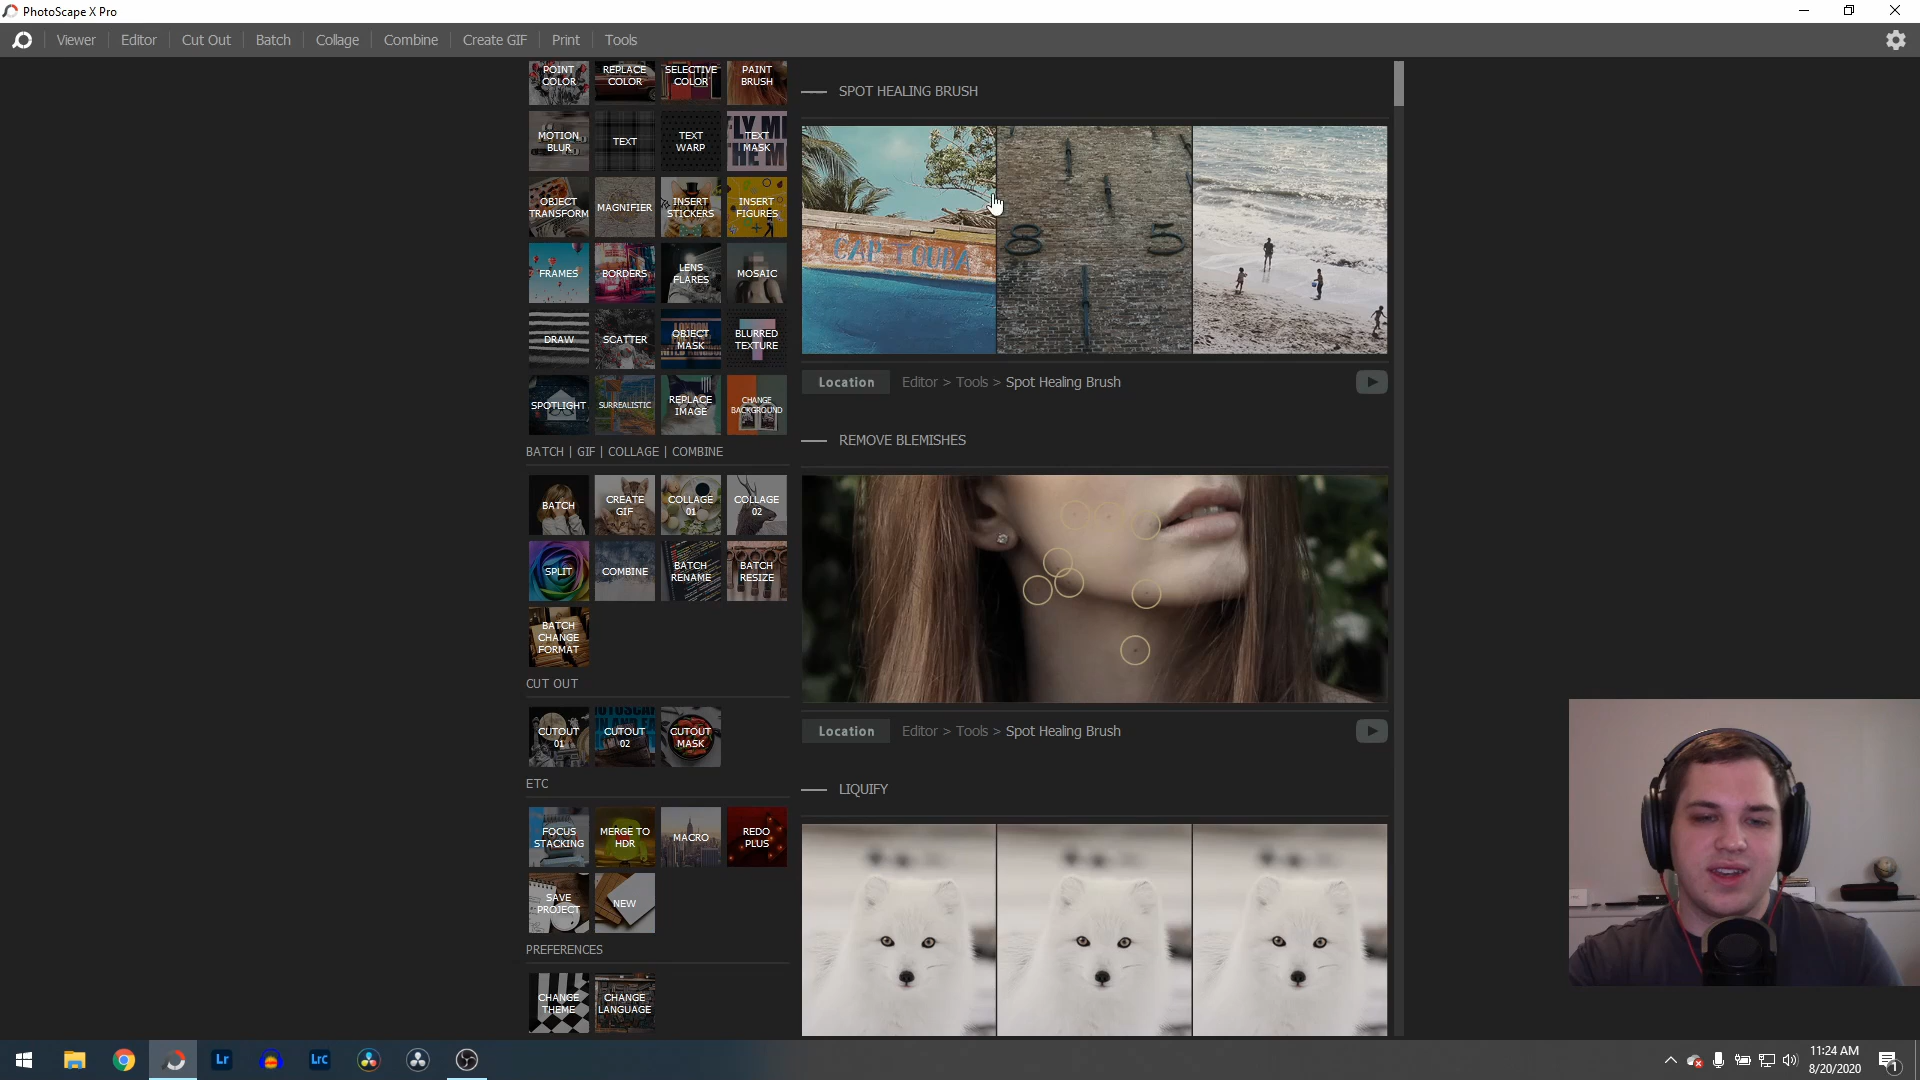 PhotoScape X Pro
Viewer
Editor
Cut Out
Batch
Collage
Combine
Create GIF
Print
Tools
POINT
COLOR
REPLACE
COLOR
SELECTIVE
COLOR
PAINT
BRUSH
MOTION
BLUR
TEXT
TEXT
WARP
TEXT
MASK
OBJECT
TRANSFORM
MAGNIFIER
INSERT
STICKERS
INSERT
FIGURES
FRAMES
BORDERS
LENS
FLARES
MOSAIC
DRAW
SCATTER
OBJECT
MASK
BLURRED
TEXTURE
SPOTLIGHT
SURREALISTIC
REPLACE
IMAGE
CHANGE
BACKGROUND
BATCH | GIF | COLLAGE | COMBINE
BATCH
CREATE
GIF
COLLAGE
01
COLLAGE
02
SPLIT
COMBINE
BATCH
RENAME
BATCH
RESIZE
BATCH
CHANGE
FORMAT
CUT OUT
CUTOUT
01
CUTOUT
02
CUTOUT
MASK
ETC
FOCUS
STACKING
MERGE TO
HDR
MACRO
REDO
PLUS
SAVE
PROJECT
NEW
PREFERENCES
CHANGE
THEME
CHANGE
LANGUAGE
SPOT HEALING BRUSH
8 5
Location
Editor > Tools > Spot Healing Brush
REMOVE BLEMISHES
Location
Editor > Tools > Spot Healing Brush
LIQUIFY
Lr
LrC
11:24 AM
8/20/2020
1